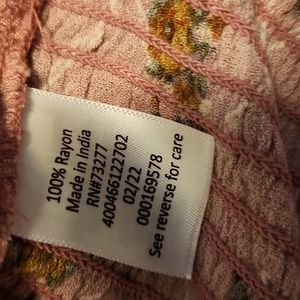 100% Rayon
Made in India
RN#73277
400466122702
02/22
000169578
See reverse for care